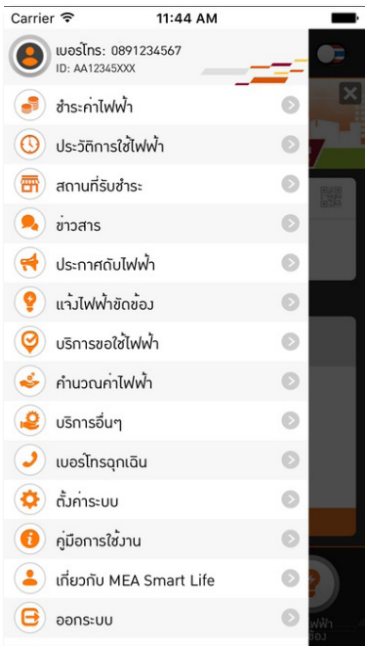 Carrier 11:44 AM
เบอร์โทร: 0891234567
ID: AA12345XXX
ชำระค่าไฟฟ้า
ประวัติการใช้ไฟฟ้า
สถานที่รับชำระ
ข่าวสาร
ประกาศดับไฟฟ้า
แจ้งไฟฟ้าขัดข้อง
บริการขอใช้ไฟฟ้า
คำนวณค่าไฟฟ้า
บริการอื่นๆ
เบอร์โทรฉุกเฉิน
ตั้งค่าระบบ
คู่มือการใช้งาน
เกี่ยวกับ MEA Smart Life
ออกระบบ